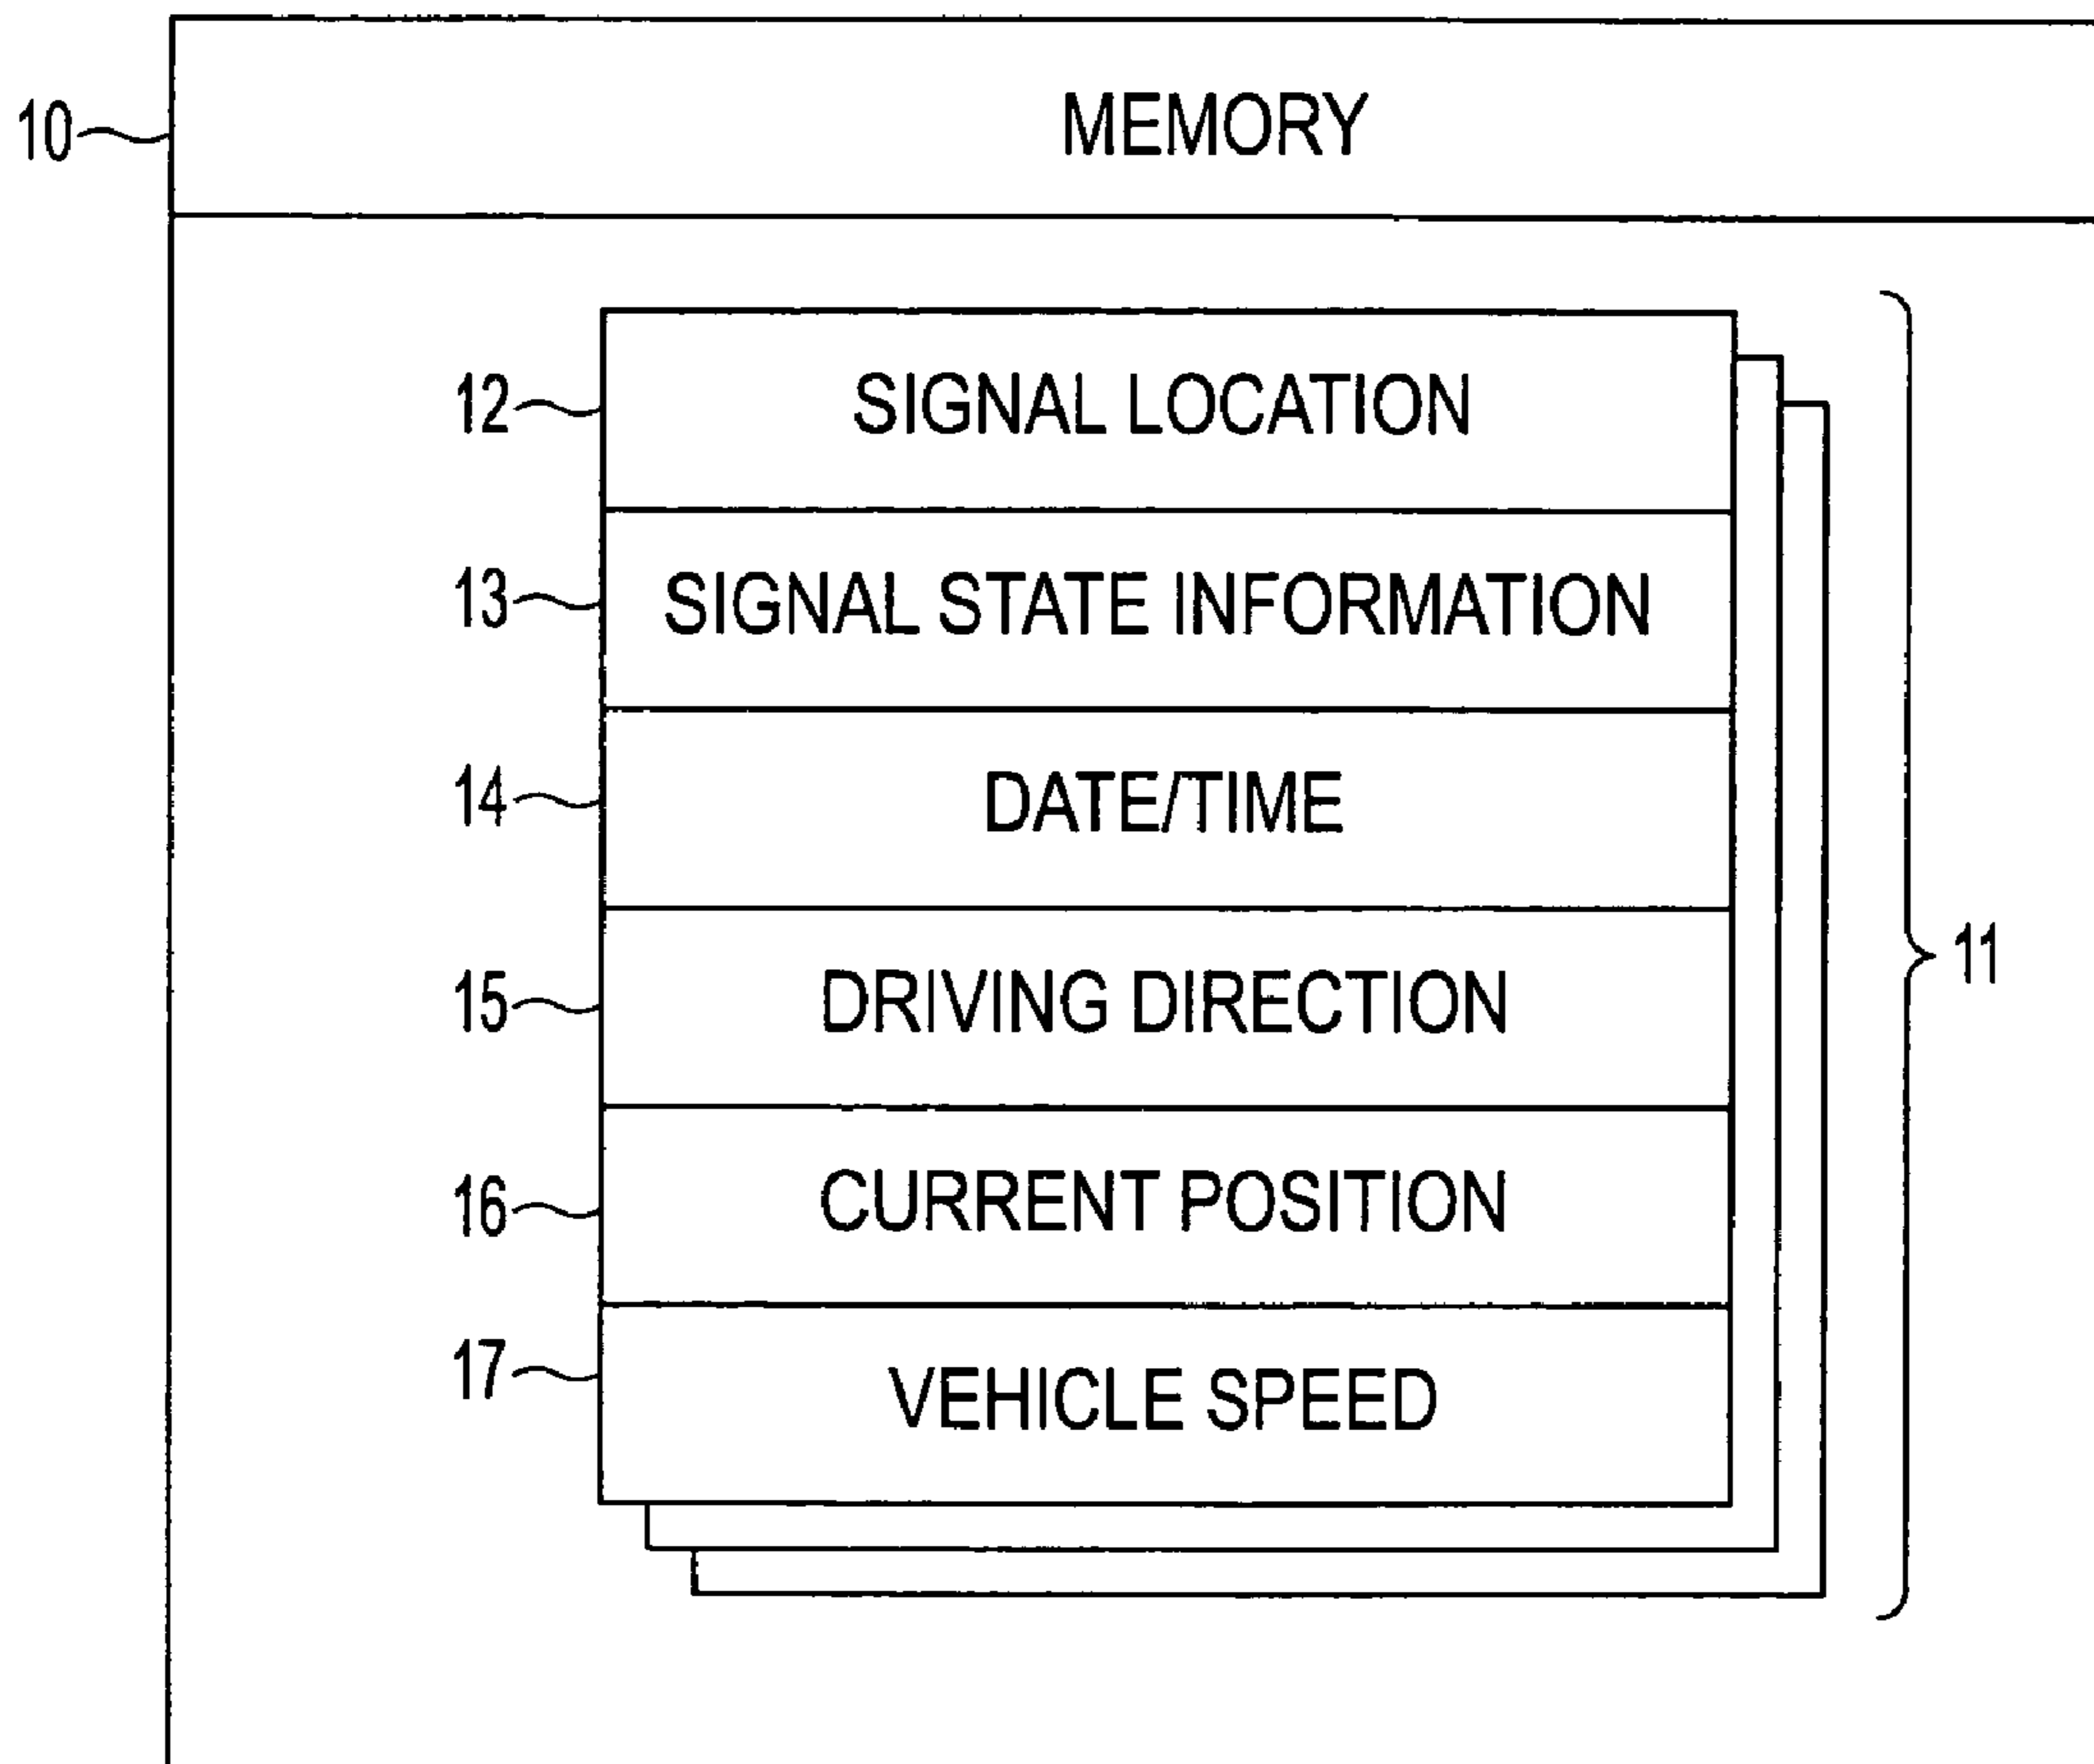 10 MEMORY
12 SIGNAL LOCATION
13 SIGNAL STATE INFORMATION
14 DATE/TIME
15 DRIVING DIRECTION
11
16 CURRENT POSITION
17 VEHICLE SPEED